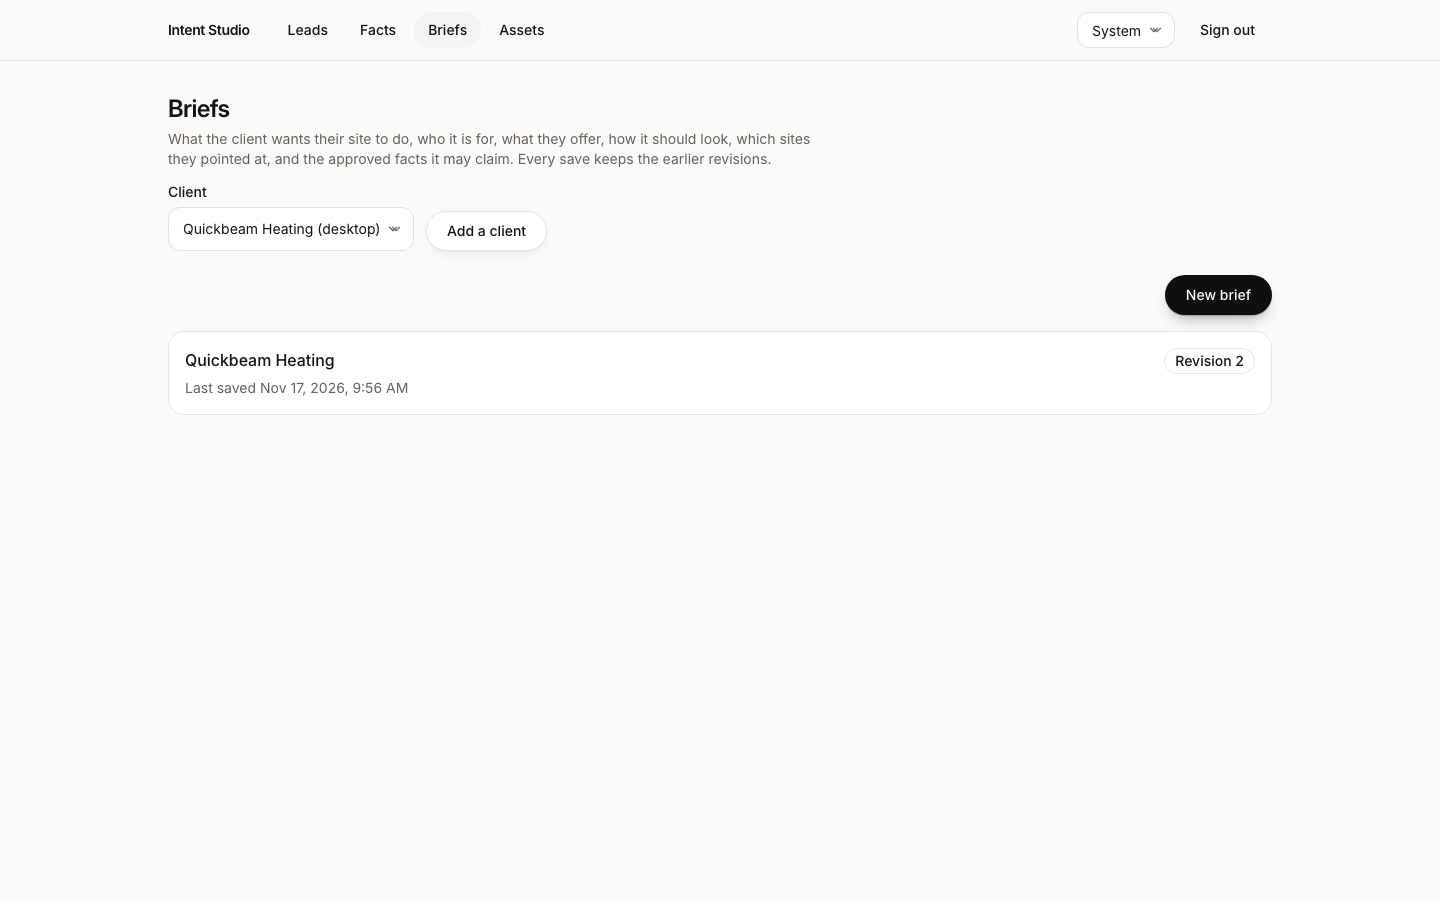 Intent Studio
Leads
Facts
Briefs
Assets
System
Sign out
Briefs
What the client wants their site to do, who it is for, what they offer, how it should look, which sites
they pointed at, and the approved facts it may claim. Every save keeps the earlier revisions.
Client
Quickbeam Heating (desktop)
Add a client
New brief
Quickbeam Heating
Revision 2
Last saved Nov 17, 2026, 9:56 AM